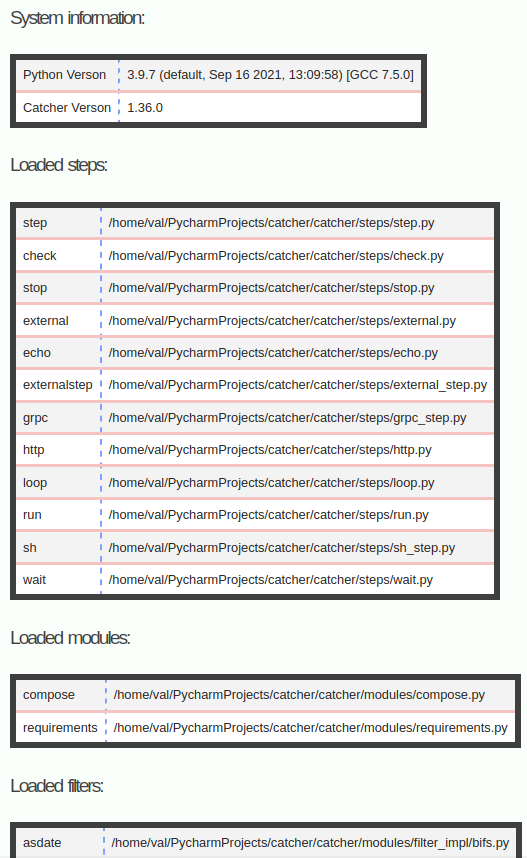 System information:
Python Verson 3.9.7 (default, Sep 16 2021, 13:09:58) [GCC 7.5.0]
Catcher Verson 1.36.0
Loaded steps:
step /home/val/PycharmProjects/catcher/catcher/steps/step.py
check /home/val/PycharmProjects/catcher/catcher/steps/check.py
stop /home/val/PycharmProjects/catcher/catcher/steps/stop.py
external /home/val/PycharmProjects/catcher/catcher/steps/external.py
echo /home/val/PycharmProjects/catcher/catcher/steps/echo.py
externalstep /home/val/PycharmProjects/catcher/catcher/steps/external_step.py
grpc /home/val/PycharmProjects/catcher/catcher/steps/grpc_step.py
http /home/val/PycharmProjects/catcher/catcher/steps/http.py
loop /home/val/PycharmProjects/catcher/catcher/steps/loop.py
run /home/val/PycharmProjects/catcher/catcher/steps/run.py
sh /home/val/PycharmProjects/catcher/catcher/steps/sh_step.py
wait /home/val/PycharmProjects/catcher/catcher/steps/wait.py
Loaded modules:
compose /home/val/PycharmProjects/catcher/catcher/modules/compose.py
requirements /home/val/PycharmProjects/catcher/catcher/modules/requirements.py
Loaded filters:
asdate /home/val/PycharmProjects/catcher/catcher/modules/filter_impl/bifs.py